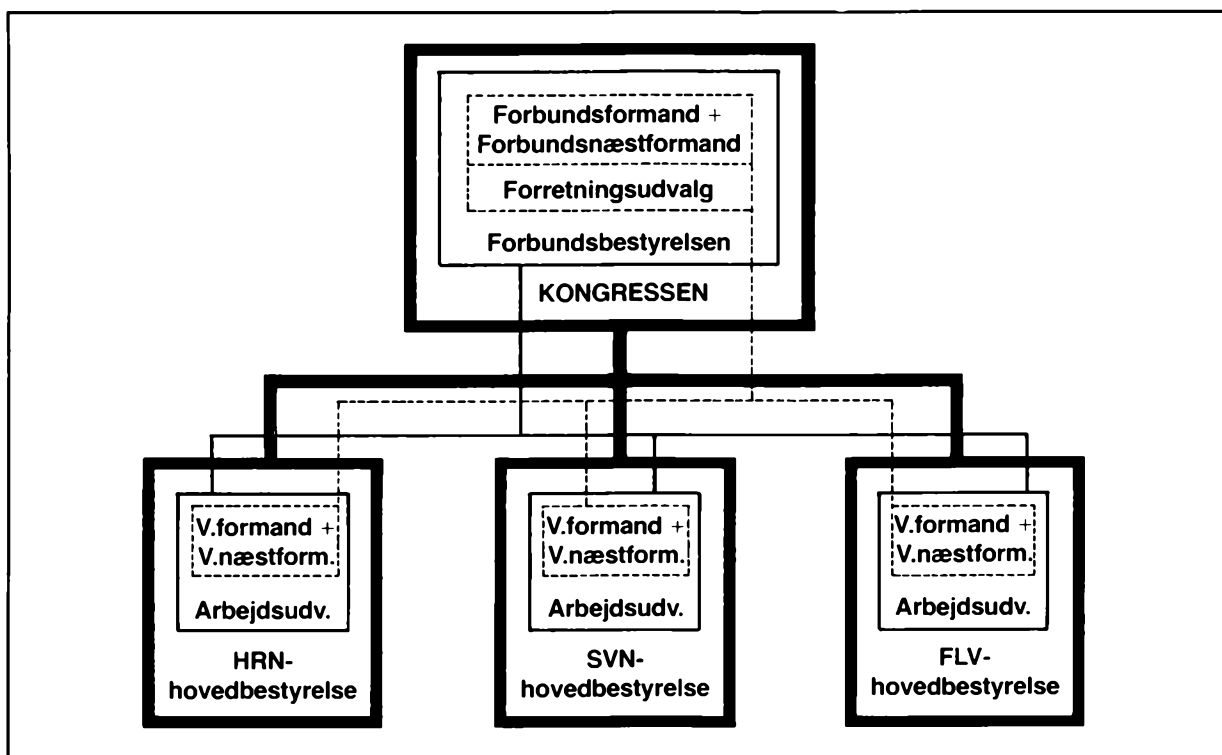 Forbundsformand +
Forbundsnæstformand
Forretningsudvalg
Forbundsbestyrelsen
KONGRESSEN
V.formand +
V.næstform.
Arbejdsudv.
HRN-
hovedbestyrelse
V.formand +
V.næstform.
Arbejdsudv.
SVN-
hovedbestyrelse
V.formand +
V.næstform.
Arbejdsudv.
FLV-
hovedbestyrelse